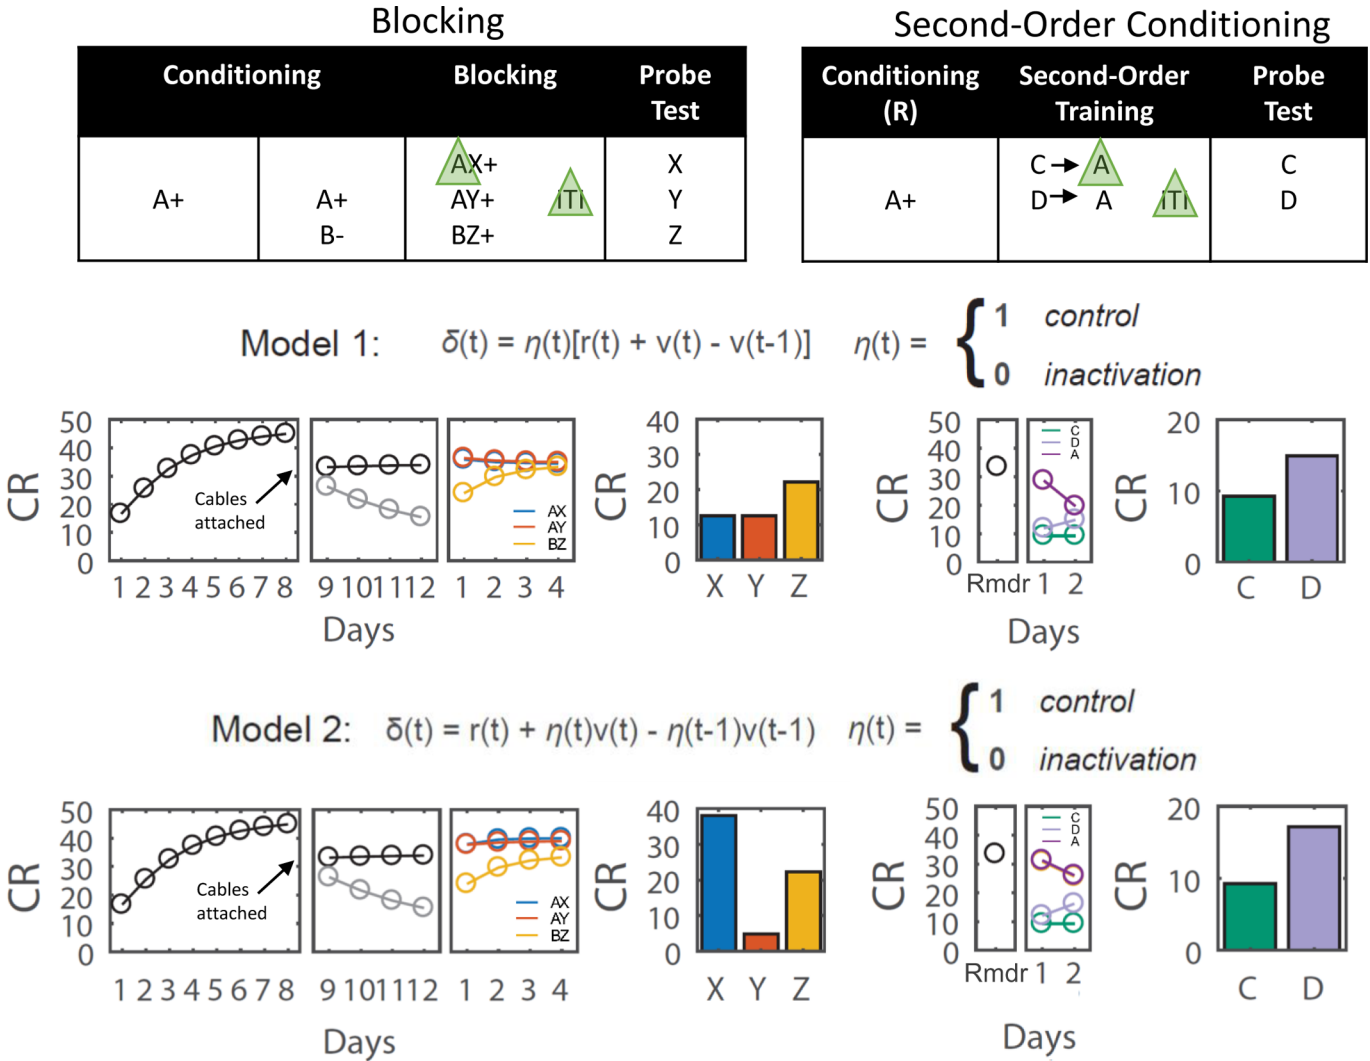 Blocking
Second-Order Conditioning
Conditioning Blocking Probe Test
Conditioning (R) Second-Order Training Probe Test
AX+ X
A+ A+ AY+ ITI Y
B- BZ+ Z
C A C
A+ D A ITI D
Model 1: δ(t) = η(t)[r(t) + v(t) - v(t-1)] η(t) = { 1 control
0 inactivation
50 40 50 20
40 30 40
30 20 30 10
20 10 20
10 0 10 0
0 0
CR CR CR CR
Cables attached
AX
AY
BZ
C
D
A
1 2 3 4 5 6 7 8 9 10 11 12 1 2 3 4 X Y Z Rmdr 1 2 C D
Days Days
Model 2: δ(t) = r(t) + η(t)v(t) - η(t-1)v(t-1) η(t) = { 1 control
0 inactivation
50 40 50 20
40 30 40
30 20 30 10
20 10 20
10 0 10 0
0 0
CR CR CR CR
Cables attached
AX
AY
BZ
C
D
A
1 2 3 4 5 6 7 8 9 10 11 12 1 2 3 4 X Y Z Rmdr 1 2 C D
Days Days